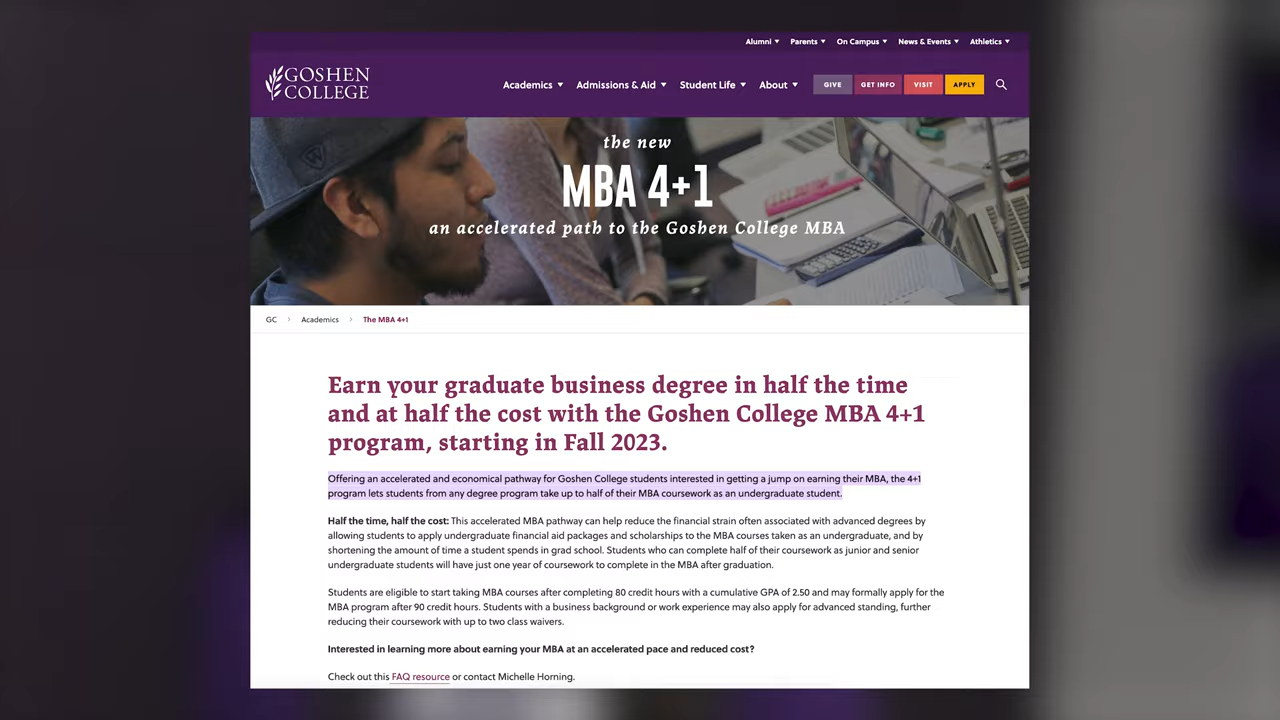 Alumni Parents On Campus News & Events Athletics
GOSHEN
COLLEGE
Academics Admissions & Aid Student Life About GIVE GET INFO VISIT APPLY
the new
MBA 4+1
an accelerated path to the Goshen College MBA
GC > Academics > The MBA 4+1
Earn your graduate business degree in half the time
and at half the cost with the Goshen College MBA 4+1
program, starting in Fall 2023.
Offering an accelerated and economical pathway for Goshen College students interested in getting a jump on earning their MBA, the 4+1
program lets students from any degree program take up to half of their MBA coursework as an undergraduate student.
Half the time, half the cost: This accelerated MBA pathway can help reduce the financial strain often associated with advanced degrees by
allowing students to apply undergraduate financial aid packages and scholarships to the MBA courses taken as an undergraduate, and by
shortening the amount of time a student spends in grad school. Students who can complete half of their coursework as junior and senior
undergraduate students will have just one year of coursework to complete in the MBA after graduation.
Students are eligible to start taking MBA courses after completing 80 credit hours with a cumulative GPA of 2.50 and may formally apply for the
MBA program after 90 credit hours. Students with a business background or work experience may also apply for advanced standing, further
reducing their coursework with up to two class waivers.
Interested in learning more about earning your MBA at an accelerated pace and reduced cost?
Check out this FAQ resource or contact Michelle Horning.